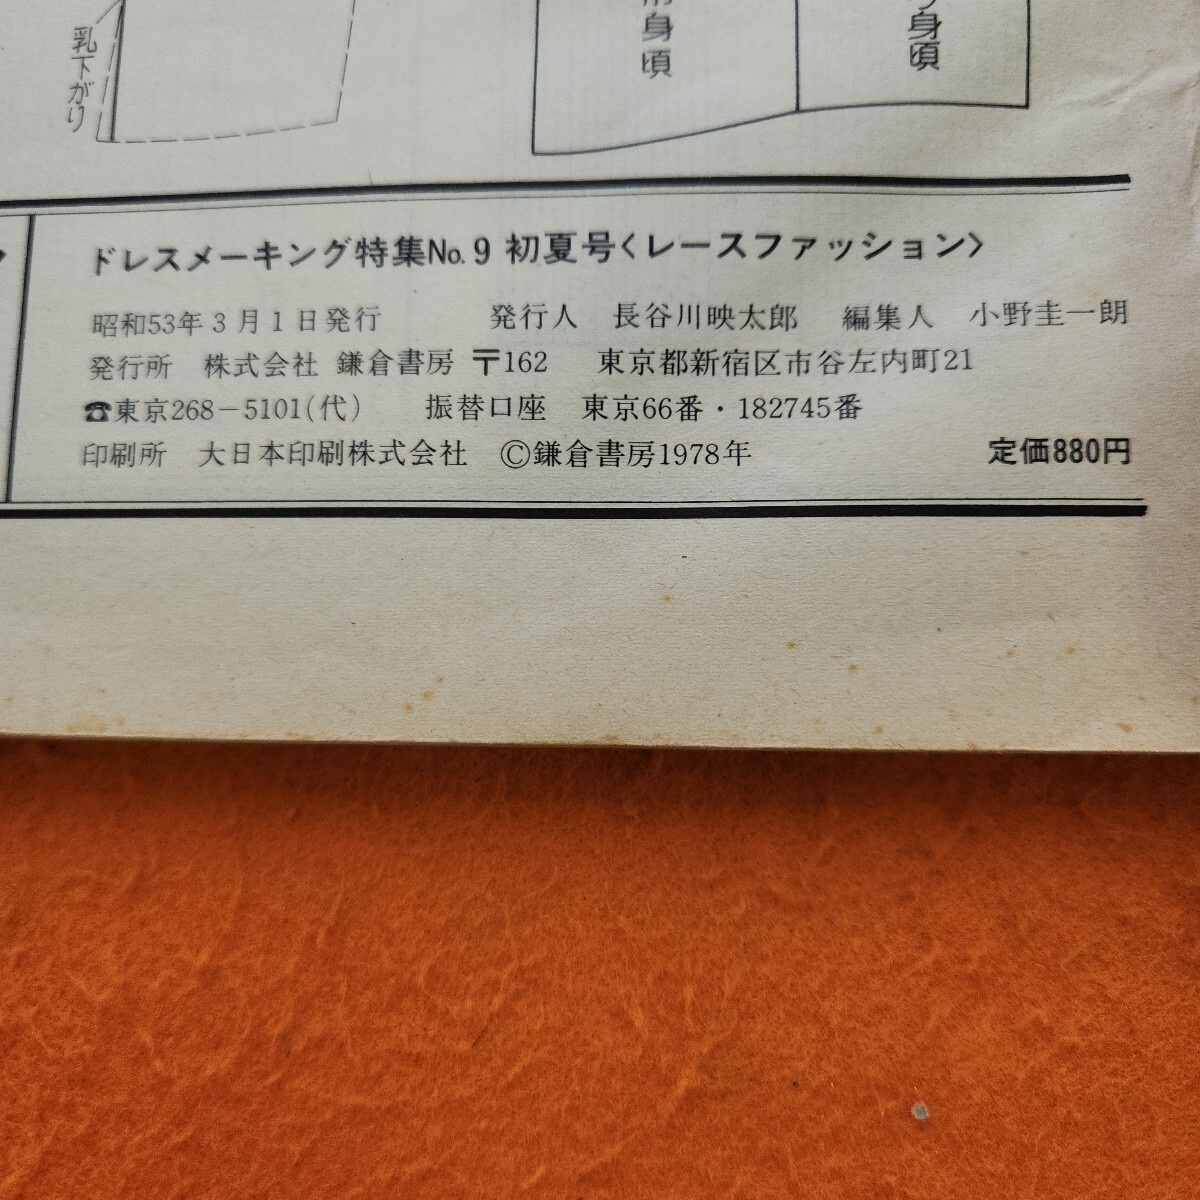 乳下がり
身頃
身頃
ドレスメーキング特集No.9 初夏号〈レースファッション〉
昭和53年3月1日発行 発行人 長谷川映太郎 編集人 小野圭一朗
発行所 株式会社 鎌倉書房 〒162 東京都新宿区市谷左内町21
☎東京268-5101(代) 振替口座 東京66番・182745番
印刷所 大日本印刷株式会社 ©鎌倉書房1978年 定価880円